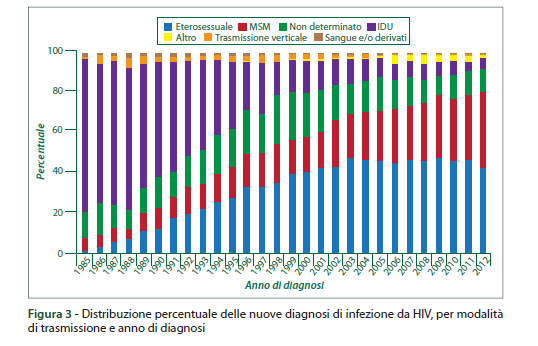 Eterosessuale MSM Non determinato IDU
Altro Trasmissione verticale Sangue e/o derivati
100
80
60
40
20
0
Percentuale
1985 1986 1987 1988 1989 1990 1991 1992 1993 1994 1995 1996 1997 1998 1999 2000 2001 2002 2003 2004 2005 2006 2007 2008 2009 2010 2011 2012
Anno di diagnosi
Figura 3 - Distribuzione percentuale delle nuove diagnosi di infezione da HIV, per modalità
di trasmissione e anno di diagnosi